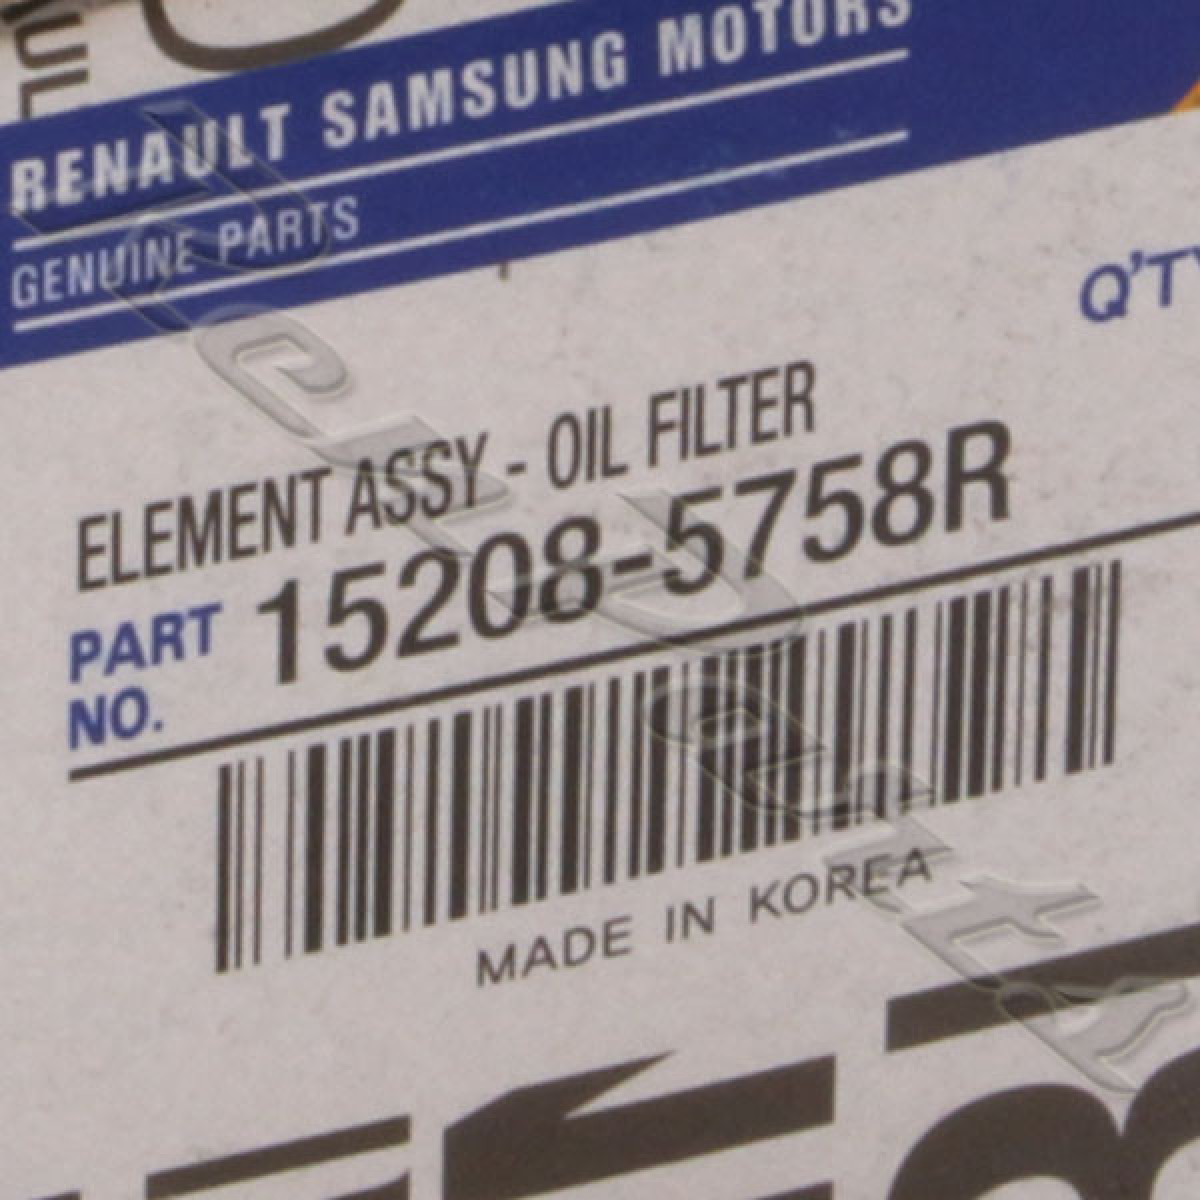 RENAULT SAMSUNG MOTORS
GENUINE PARTS
Q'TY
ELEMENT ASSY - OIL FILTER
PART NO. 15208-5758R
MADE IN KOREA